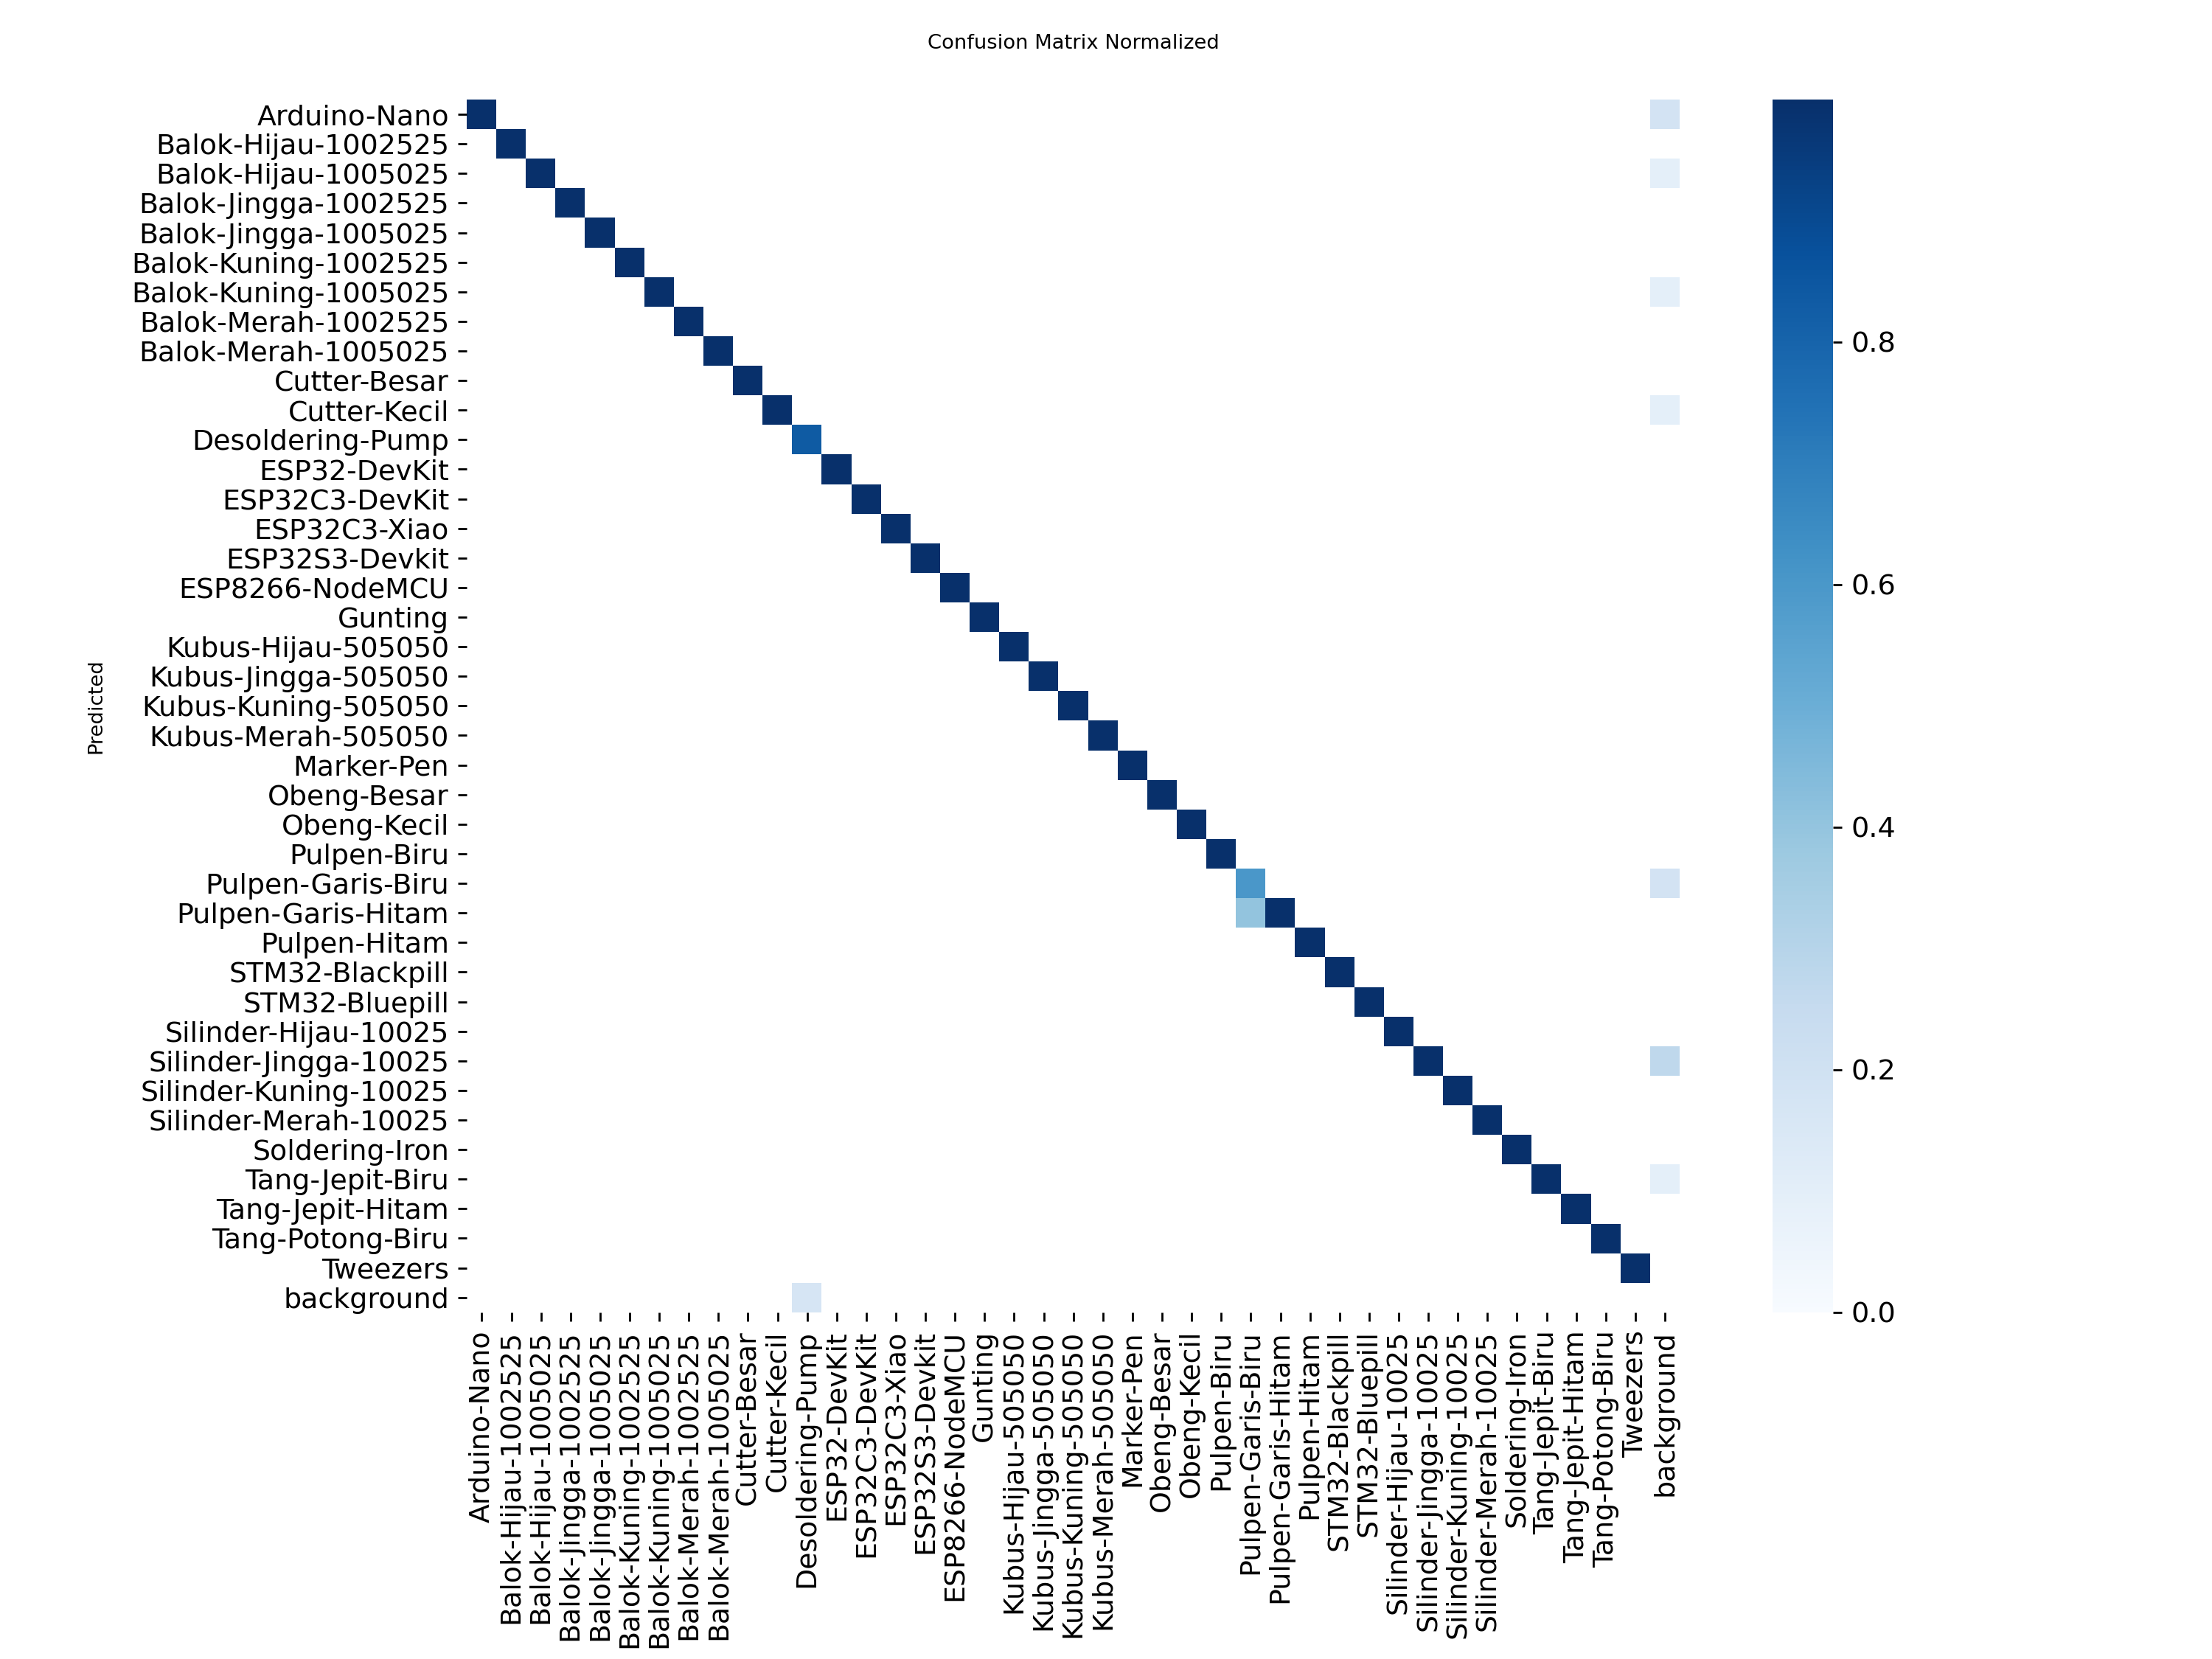 Confusion Matrix Normalized
Predicted
Arduino-Nano
Balok-Hijau-1002525
Balok-Hijau-1005025
Balok-Jingga-1002525
Balok-Jingga-1005025
Balok-Kuning-1002525
Balok-Kuning-1005025
Balok-Merah-1002525
Balok-Merah-1005025
Cutter-Besar
Cutter-Kecil
Desoldering-Pump
ESP32-DevKit
ESP32C3-DevKit
ESP32C3-Xiao
ESP32S3-Devkit
ESP8266-NodeMCU
Gunting
Kubus-Hijau-505050
Kubus-Jingga-505050
Kubus-Kuning-505050
Kubus-Merah-505050
Marker-Pen
Obeng-Besar
Obeng-Kecil
Pulpen-Biru
Pulpen-Garis-Biru
Pulpen-Garis-Hitam
Pulpen-Hitam
STM32-Blackpill
STM32-Bluepill
Silinder-Hijau-10025
Silinder-Jingga-10025
Silinder-Kuning-10025
Silinder-Merah-10025
Soldering-Iron
Tang-Jepit-Biru
Tang-Jepit-Hitam
Tang-Potong-Biru
Tweezers
background
Arduino-Nano
Balok-Hijau-1002525
Balok-Hijau-1005025
Balok-Jingga-1002525
Balok-Jingga-1005025
Balok-Kuning-1002525
Balok-Kuning-1005025
Balok-Merah-1002525
Balok-Merah-1005025
Cutter-Besar
Cutter-Kecil
Desoldering-Pump
ESP32-DevKit
ESP32C3-DevKit
ESP32C3-Xiao
ESP32S3-Devkit
ESP8266-NodeMCU
Gunting
Kubus-Hijau-505050
Kubus-Jingga-505050
Kubus-Kuning-505050
Kubus-Merah-505050
Marker-Pen
Obeng-Besar
Obeng-Kecil
Pulpen-Biru
Pulpen-Garis-Biru
Pulpen-Garis-Hitam
Pulpen-Hitam
STM32-Blackpill
STM32-Bluepill
Silinder-Hijau-10025
Silinder-Jingga-10025
Silinder-Kuning-10025
Silinder-Merah-10025
Soldering-Iron
Tang-Jepit-Biru
Tang-Jepit-Hitam
Tang-Potong-Biru
Tweezers
background
0.8
0.6
0.4
0.2
0.0